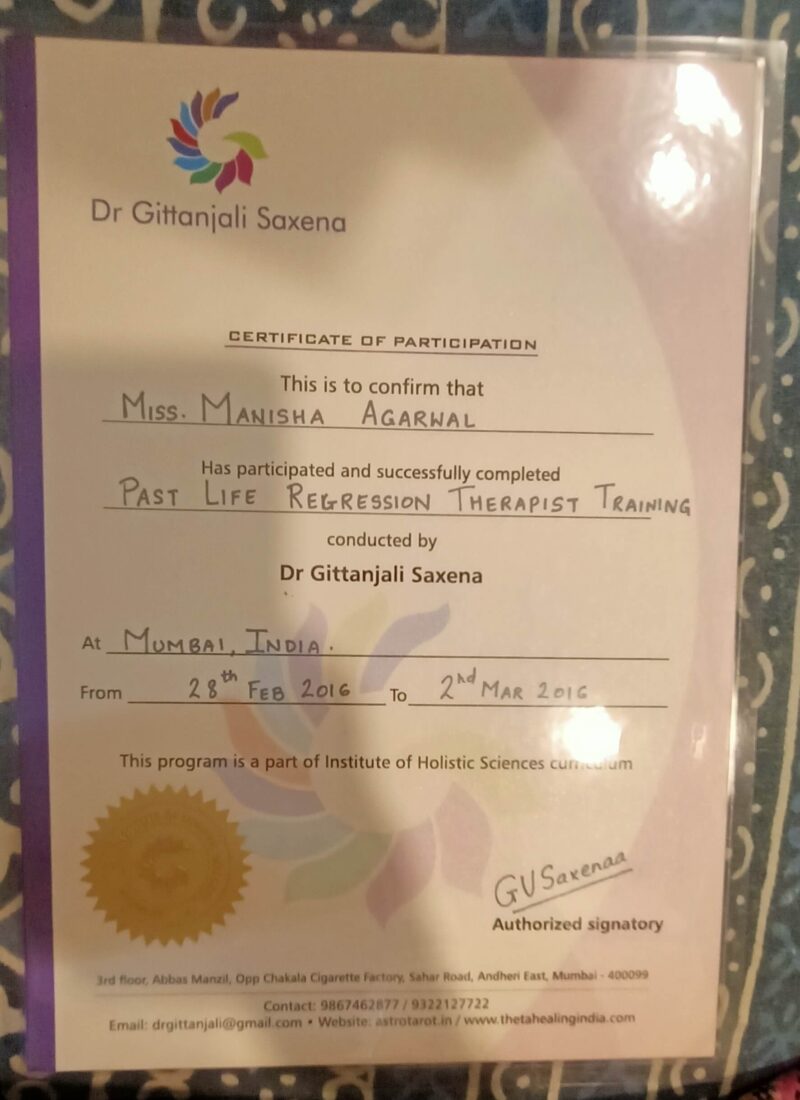 Dr Gittanjali Saxena
CERTIFICATE OF PARTICIPATION
This is to confirm that
MISS. MANISHA AGARWAL
Has participated and successfully completed
PAST LIFE REGRESSION THERAPIST TRAINING
conducted by
Dr Gittanjali Saxena
At MUMBAI, INDIA.
From 28th FEB 2016 To 2nd MAR 2016
This program is a part of Institute of Holistic Sciences curriculum
GVSaxenaa
Authorized signatory
3rd floor, Abbas Manzil, Opp Chakala Cigarette Factory, Sahar Road, Andheri East, Mumbai - 400099
Contact: 9867462877 / 9322127722
Email: drgittanjali@gmail.com • Website: astrotarot.in / www.thetahealingindia.com